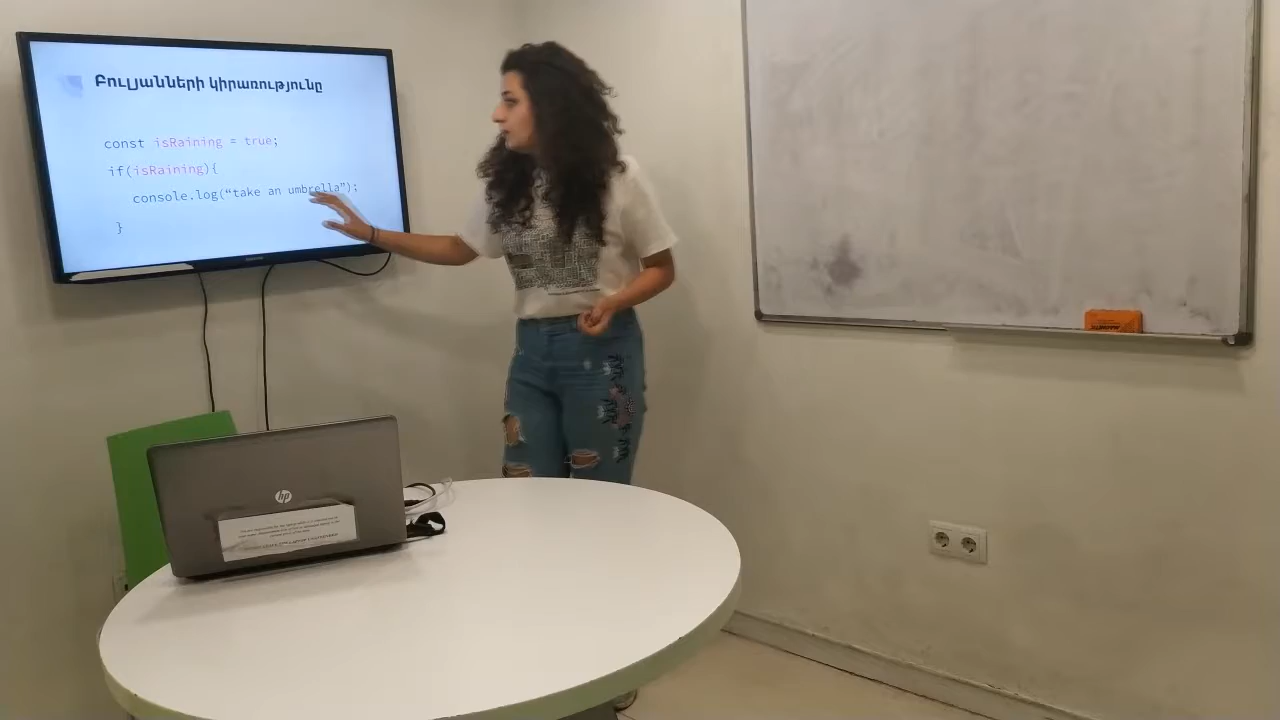 Բուլյանների կիրառությունը
const isRaining = true;
if(isRaining){
console.log(“take an umbrella”);
}
hp